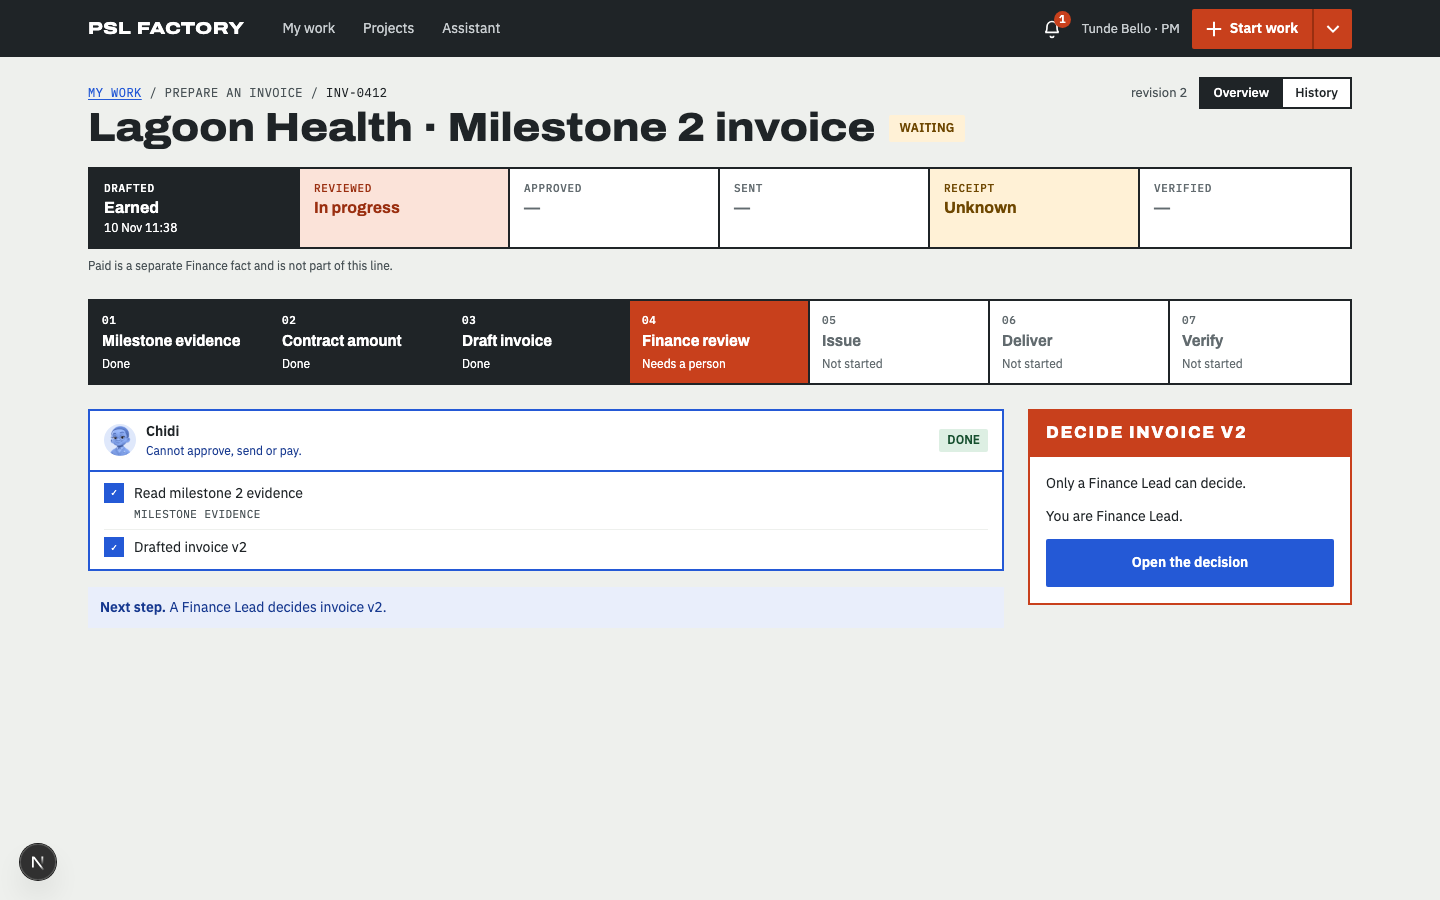 PSL FACTORY My work Projects Assistant 1 Tunde Bello · PM Start work
MY WORK / PREPARE AN INVOICE / INV-0412 revision 2 Overview History
Lagoon Health · Milestone 2 invoice WAITING
DRAFTED REVIEWED APPROVED SENT RECEIPT VERIFIED
Earned In progress — — Unknown —
10 Nov 11:38
Paid is a separate Finance fact and is not part of this line.
01 02 03 04 05 06 07
Milestone evidence Contract amount Draft invoice Finance review Issue Deliver Verify
Done Done Done Needs a person Not started Not started Not started
Chidi
Cannot approve, send or pay.
DONE
Read milestone 2 evidence
MILESTONE EVIDENCE
Drafted invoice v2
Next step. A Finance Lead decides invoice v2.
DECIDE INVOICE V2
Only a Finance Lead can decide.
You are Finance Lead.
Open the decision
N